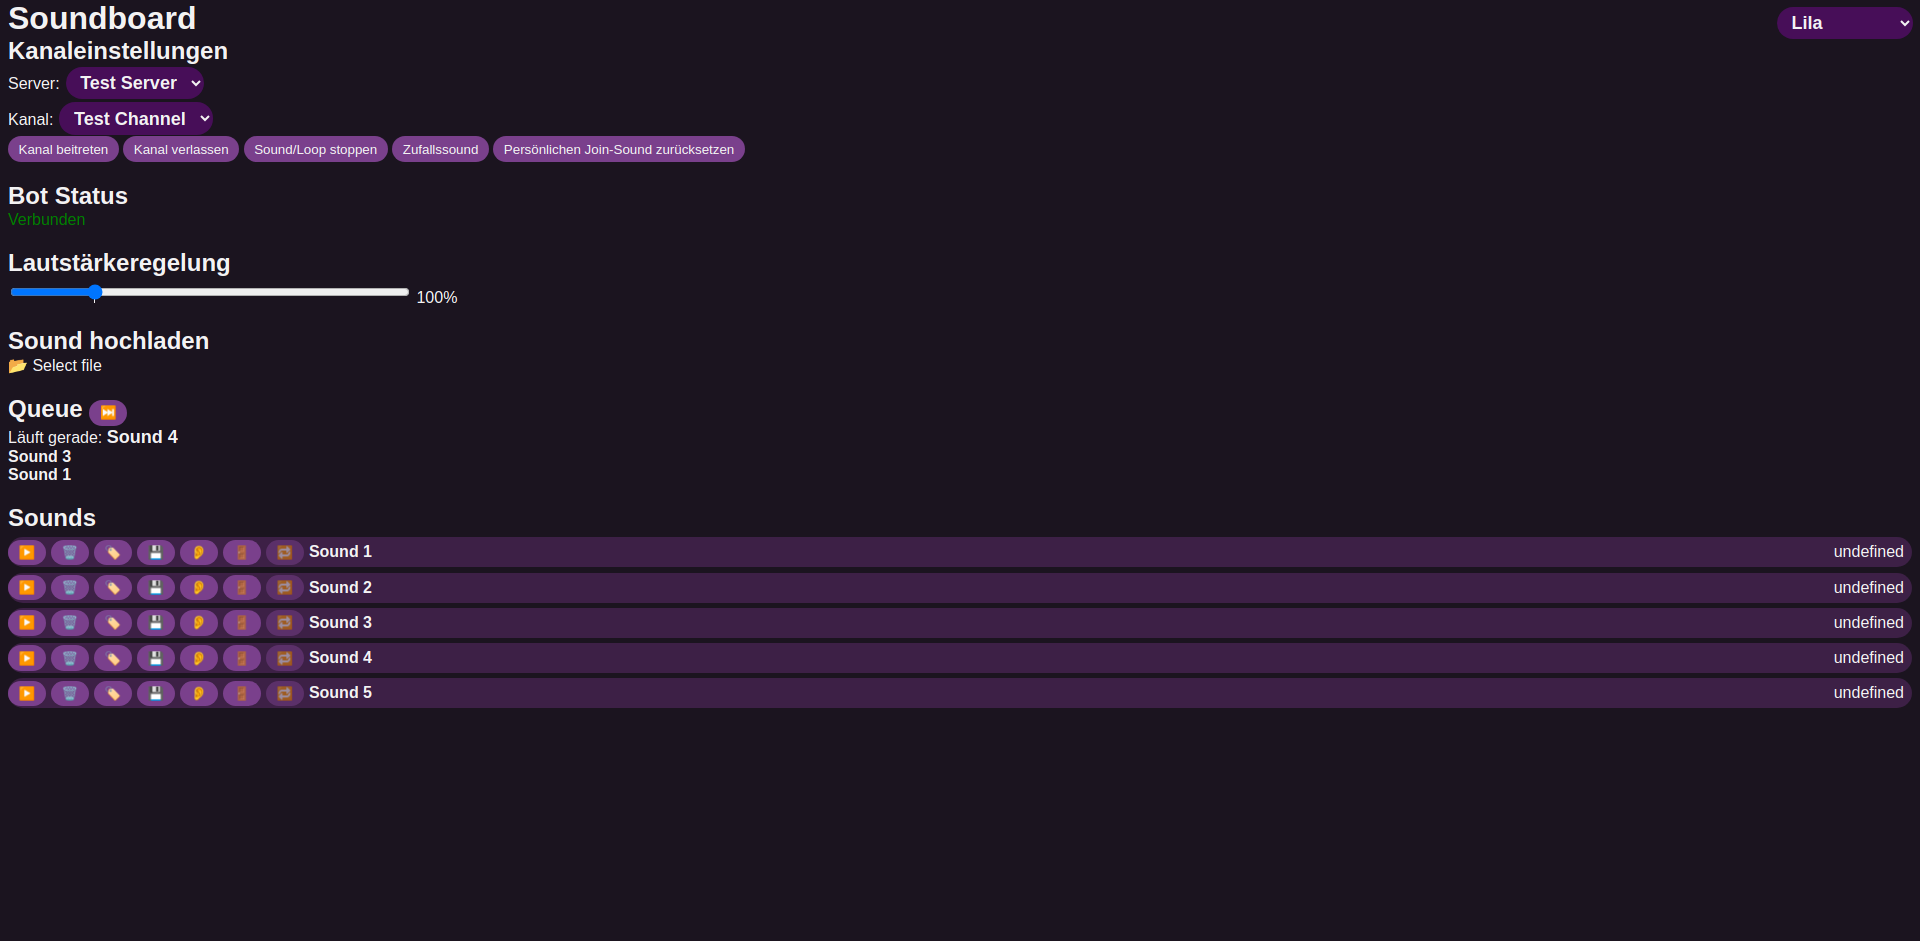 Soundboard
Lila
Kanaleinstellungen
Server: Test Server
Kanal: Test Channel
Kanal beitreten Kanal verlassen Sound/Loop stoppen Zufallssound Persönlichen Join-Sound zurücksetzen
Bot Status
Verbunden
Lautstärkeregelung
100%
Sound hochladen
📂 Select file
Queue ⏭️
Läuft gerade: Sound 4
Sound 3
Sound 1
Sounds
Sound 1 undefined
Sound 2 undefined
Sound 3 undefined
Sound 4 undefined
Sound 5 undefined